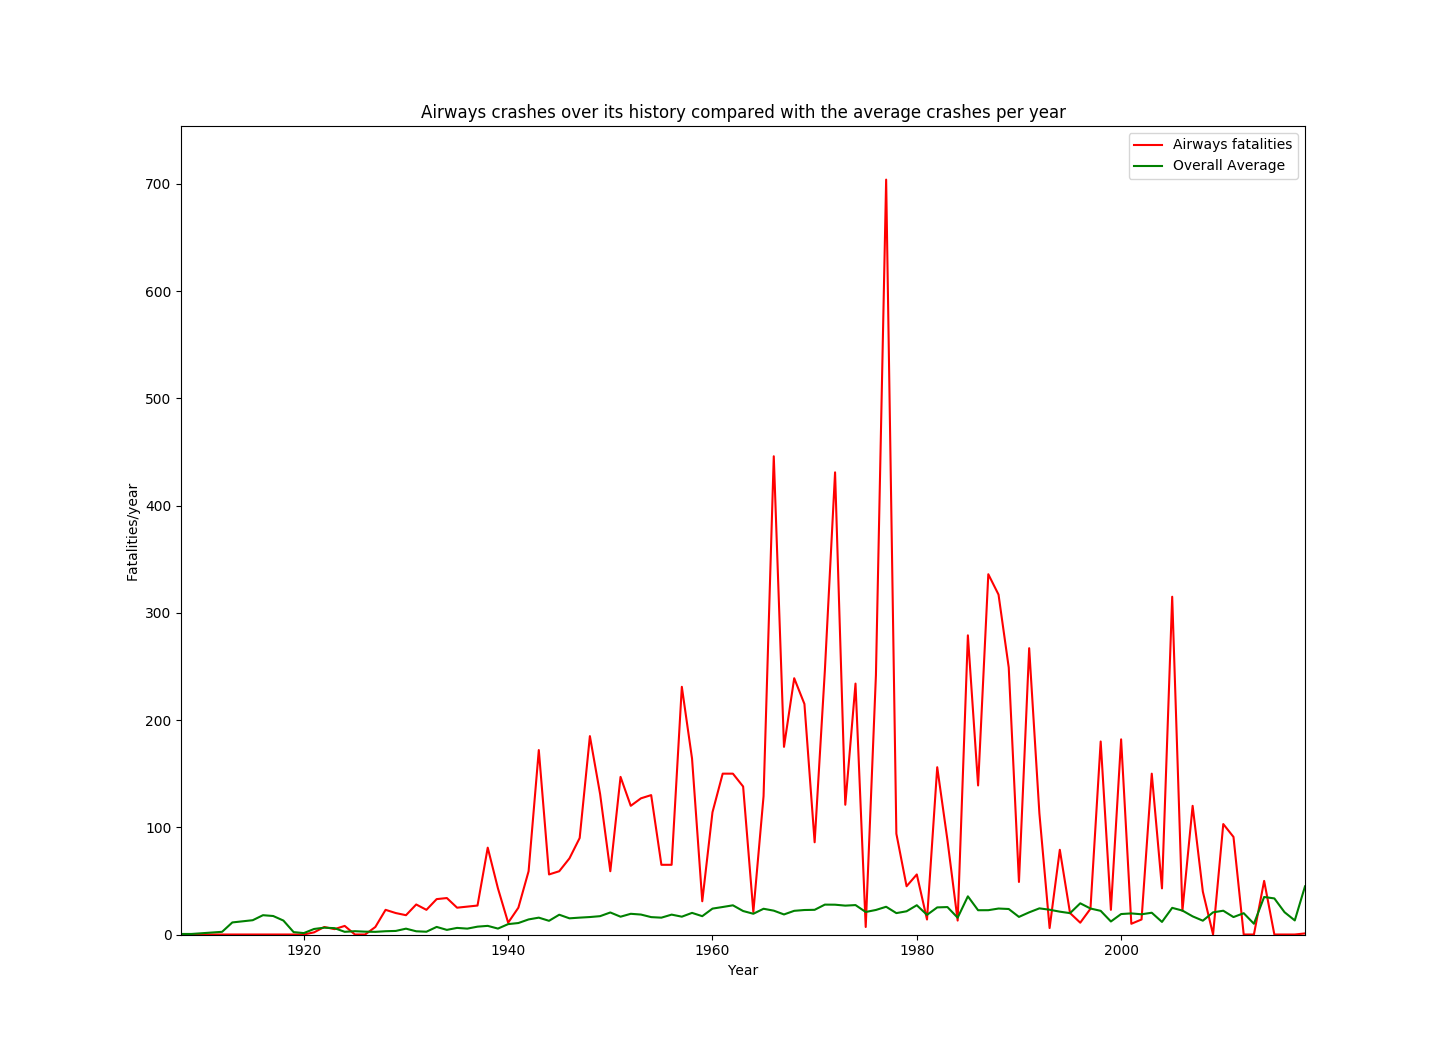 Airways crashes over its history compared with the average crashes per year
Airways fatalities
Overall Average
700
600
500
400
300
200
100
0
Fatalities/year
1920
1940
1960
1980
2000
Year